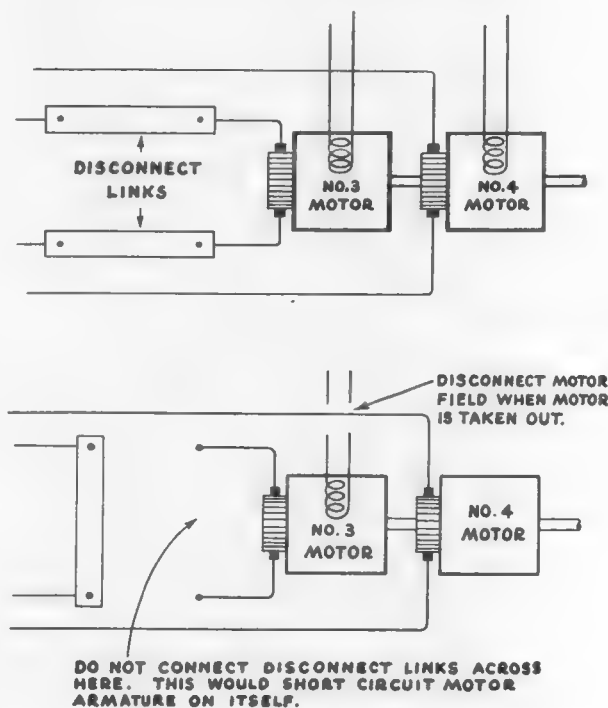 DISCONNECT
LINKS
NO.3
MOTOR
NO.4
MOTOR
DISCONNECT MOTOR
FIELD WHEN MOTOR
IS TAKEN OUT.
NO.3
MOTOR
NO.4
MOTOR
DO NOT CONNECT DISCONNECT LINKS ACROSS
HERE. THIS WOULD SHORT CIRCUIT MOTOR
ARMATURE ON ITSELF.